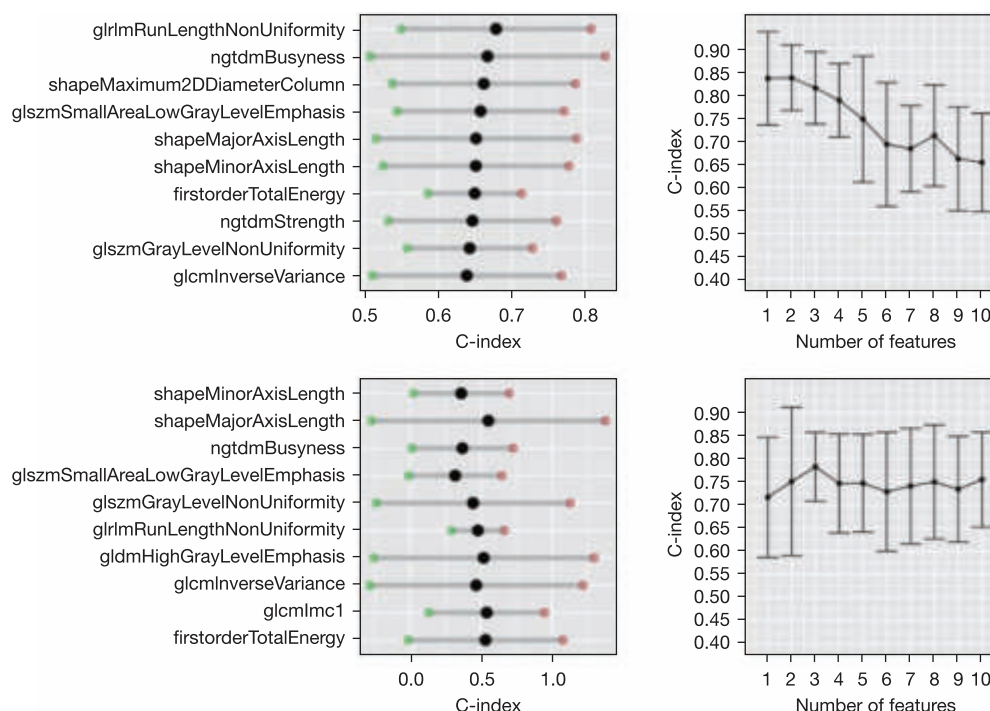 glrlmRunLengthNonUniformity
ngtdmBusyness
shapeMaximum2DDiameterColumn
glszmSmallAreaLowGrayLevelEmphasis
shapeMajorAxisLength
shapeMinorAxisLength
firstorderTotalEnergy
ngtdmStrength
glszmGrayLevelNonUniformity
glcmInverseVariance
0.5 0.6 0.7 0.8
C-index
C-index
0.90
0.85
0.80
0.75
0.70
0.65
0.60
0.55
0.50
0.45
0.40
1 2 3 4 5 6 7 8 9 10
Number of features
shapeMinorAxisLength
shapeMajorAxisLength
ngtdmBusyness
glszmSmallAreaLowGrayLevelEmphasis
glszmGrayLevelNonUniformity
glrlmRunLengthNonUniformity
gldmHighGrayLevelEmphasis
glcmInverseVariance
glcmImc1
firstorderTotalEnergy
0.0 0.5 1.0
C-index
C-index
0.90
0.85
0.80
0.75
0.70
0.65
0.60
0.55
0.50
0.45
0.40
1 2 3 4 5 6 7 8 9 10
Number of features